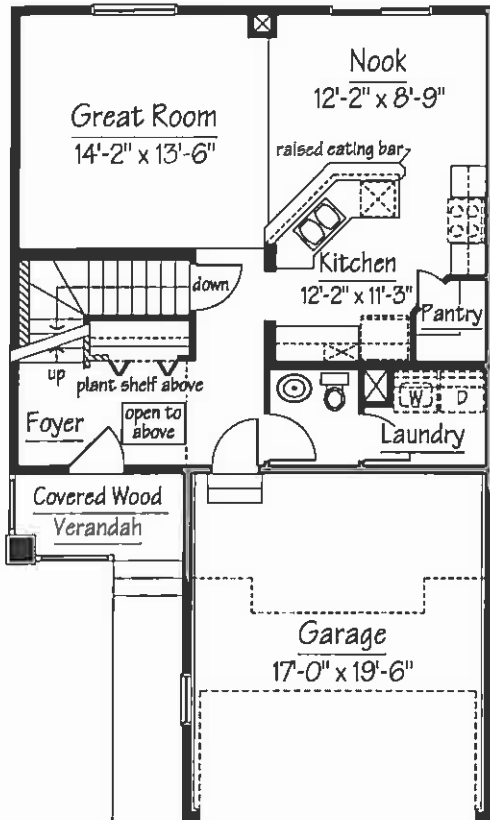 Nook
12'-2" x 8'-9"
Great Room
14'-2" x 13'-6"
raised eating bar
Kitchen
12'-2" x 11'-3"
down
Pantry
up
plant shelf above
Foyer
open to
above
W
D
Laundry
Covered Wood
Verandah
Garage
17'-0" x 19'-6"